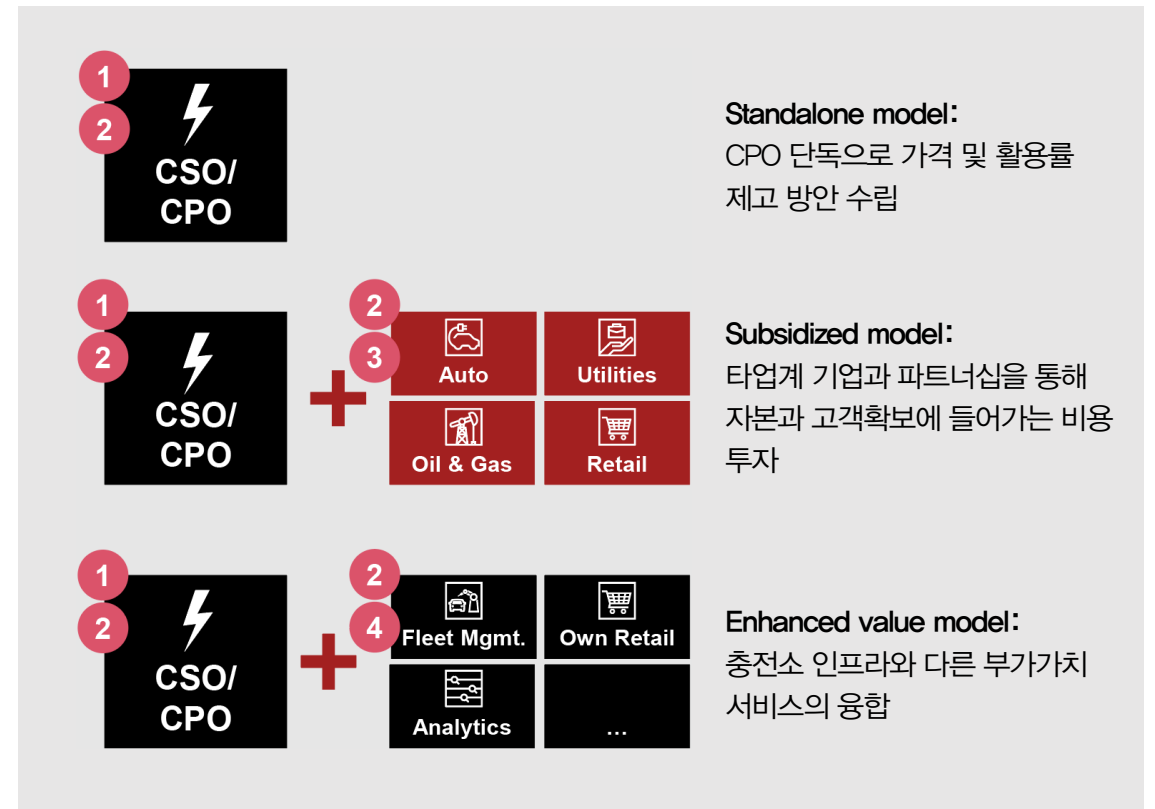 1
2
CSO/
CPO
Standalone model:
CPO 단독으로 가격 및 활용률
제고 방안 수립
1
2
CSO/
CPO
2
3
Auto
Utilities
Oil & Gas
Retail
Subsidized model:
타업계 기업과 파트너십을 통해
자본과 고객확보에 들어가는 비용
투자
1
2
CSO/
CPO
2
4
Fleet Mgmt.
Own Retail
Analytics
...
Enhanced value model:
충전소 인프라와 다른 부가가치
서비스의 융합